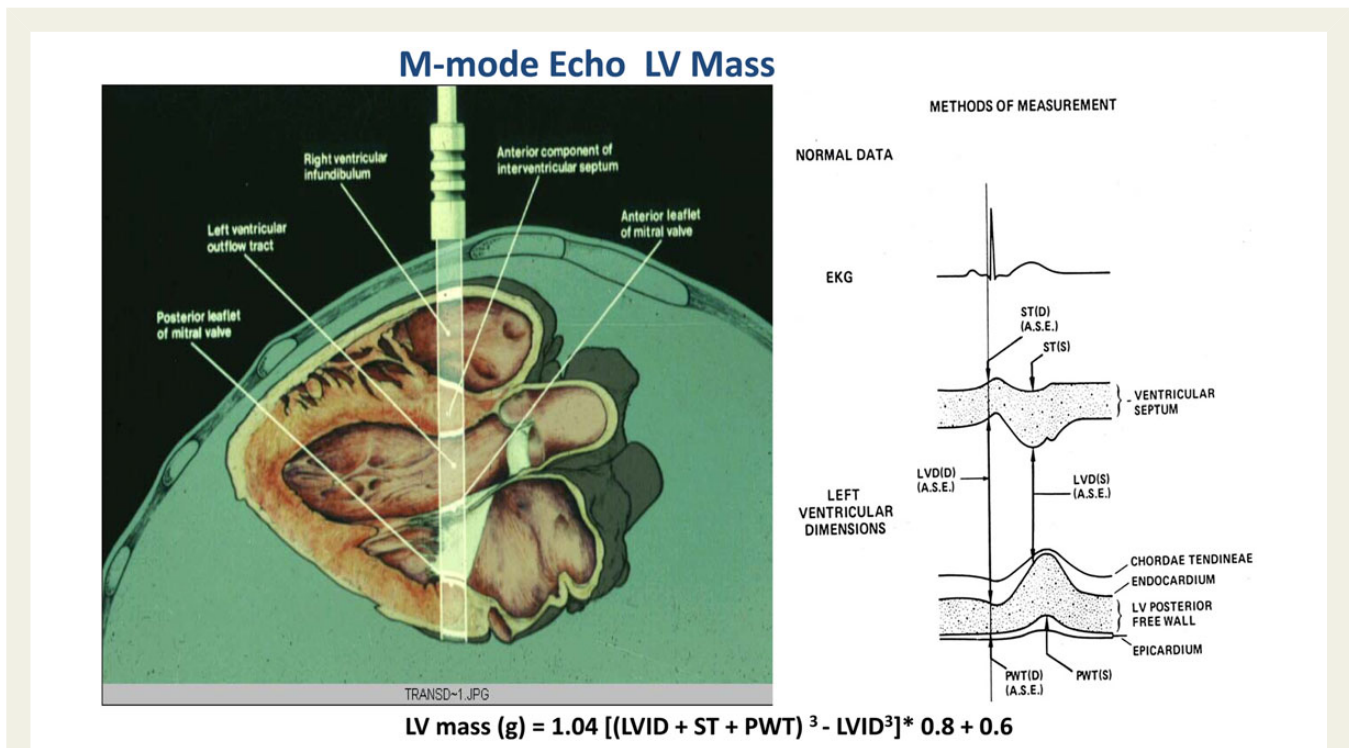 M-mode Echo LV Mass
Right ventricular
infundibulum
Anterior component of
interventricular septum
Left ventricular
outflow tract
Anterior leaflet
of mitral valve
Posterior leaflet
of mitral valve
TRANSD~1.JPG
METHODS OF MEASUREMENT
NORMAL DATA
EKG
ST(D)
(A.S.E.)
ST(S)
VENTRICULAR
SEPTUM
LVD(D)
(A.S.E.)
LVD(S)
(A.S.E.)
LEFT
VENTRICULAR
DIMENSIONS
CHORDAE TENDINEAE
ENDOCARDIUM
LV POSTERIOR
FREE WALL
EPICARDIUM
PWT(D)
(A.S.E.)
PWT(S)
LV mass (g) = 1.04 [(LVID + ST + PWT) ³ - LVID³]* 0.8 + 0.6